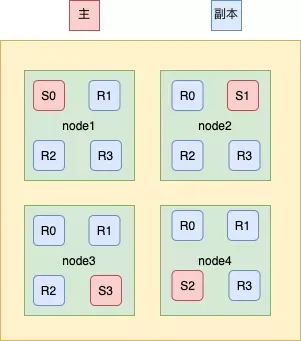 主 副本
S0 R1
node1
R2 R3
R0 S1
node2
R2 R3
R0 R1
node3
R2 S3
R0 R1
node4
S2 R3